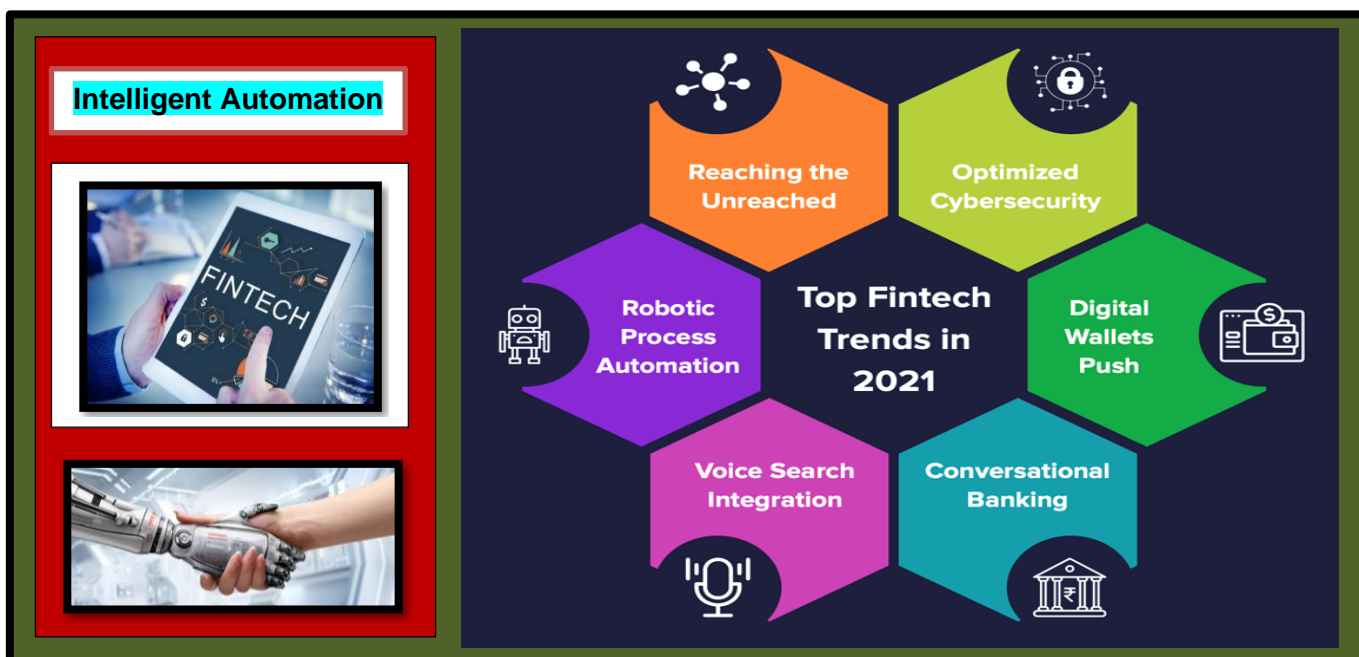 Intelligent Automation
FINTECH
Reaching the
Unreached
Optimized
Cybersecurity
Robotic
Process
Automation
Top Fintech
Trends in
2021
Digital
Wallets
Push
Voice Search
Integration
Conversational
Banking